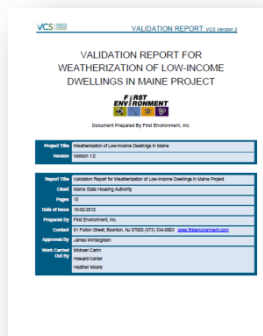 VCS
VALIDATION REPORT: VCS Version 3
VALIDATION REPORT FOR
WEATHERIZATION OF LOW-INCOME
DWELLINGS IN MAINE PROJECT
FIRST
ENVIRONMENT
Document Prepared By First Environment, Inc.
Project Title Weatherization of Low-Income Dwellings in Maine
Version Version 1.0
Report Title Validation Report for Weatherization of Low-Income Dwellings in Maine Project
Client Maine State Housing Authority
Pages 15
Date of Issue 10-03-2012
Prepared By First Environment, Inc.
Contact 91 Fulton Street, Boonton, NJ 07005 (973) 334-0003 www.firstenvironment.com
Approved By James Wintergreen
Work Carried Michael Carim
Out By Howard Kanter
Heather Moore